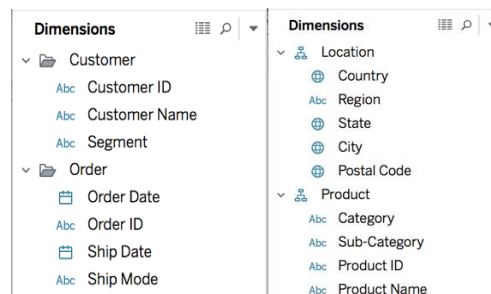 Dimensions
Customer
Abc Customer ID
Abc Customer Name
Abc Segment
Order
Order Date
Abc Order ID
Ship Date
Abc Ship Mode
Dimensions
Location
Country
Abc Region
State
City
Postal Code
Product
Abc Category
Abc Sub-Category
Abc Product ID
Abc Product Name